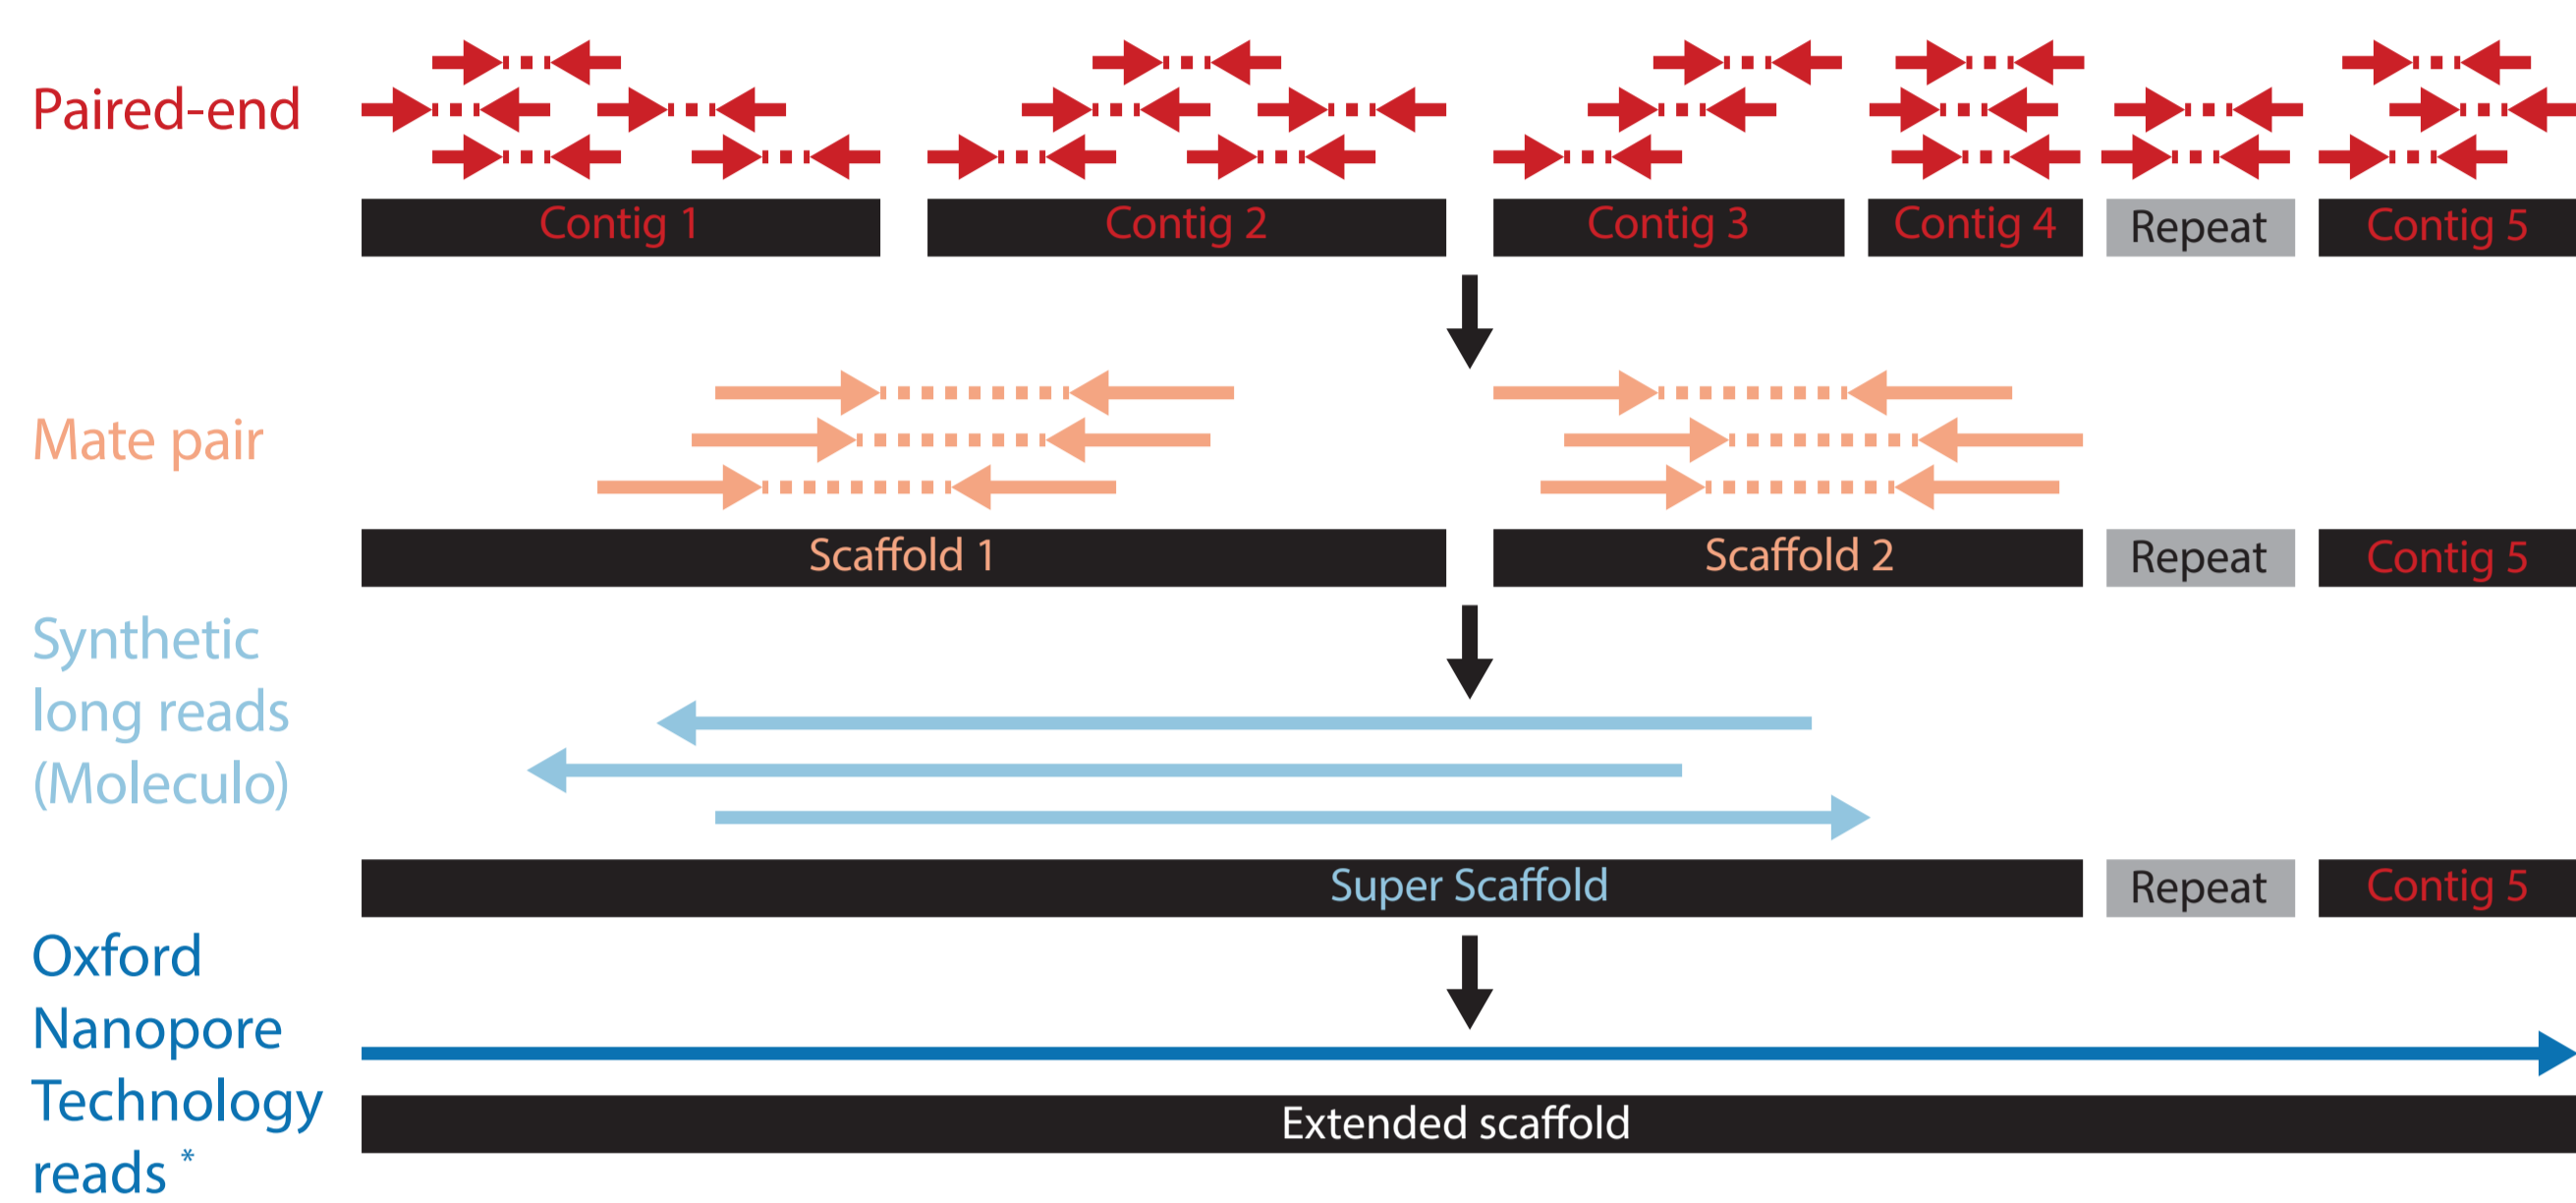 Paired-end
Contig 1
Contig 2
Contig 3
Contig 4
Repeat
Contig 5
Mate pair
Scaffold 1
Scaffold 2
Repeat
Contig 5
Synthetic
long reads
(Moleculo)
Super Scaffold
Repeat
Contig 5
Oxford
Nanopore
Technology
reads *
Extended scaffold